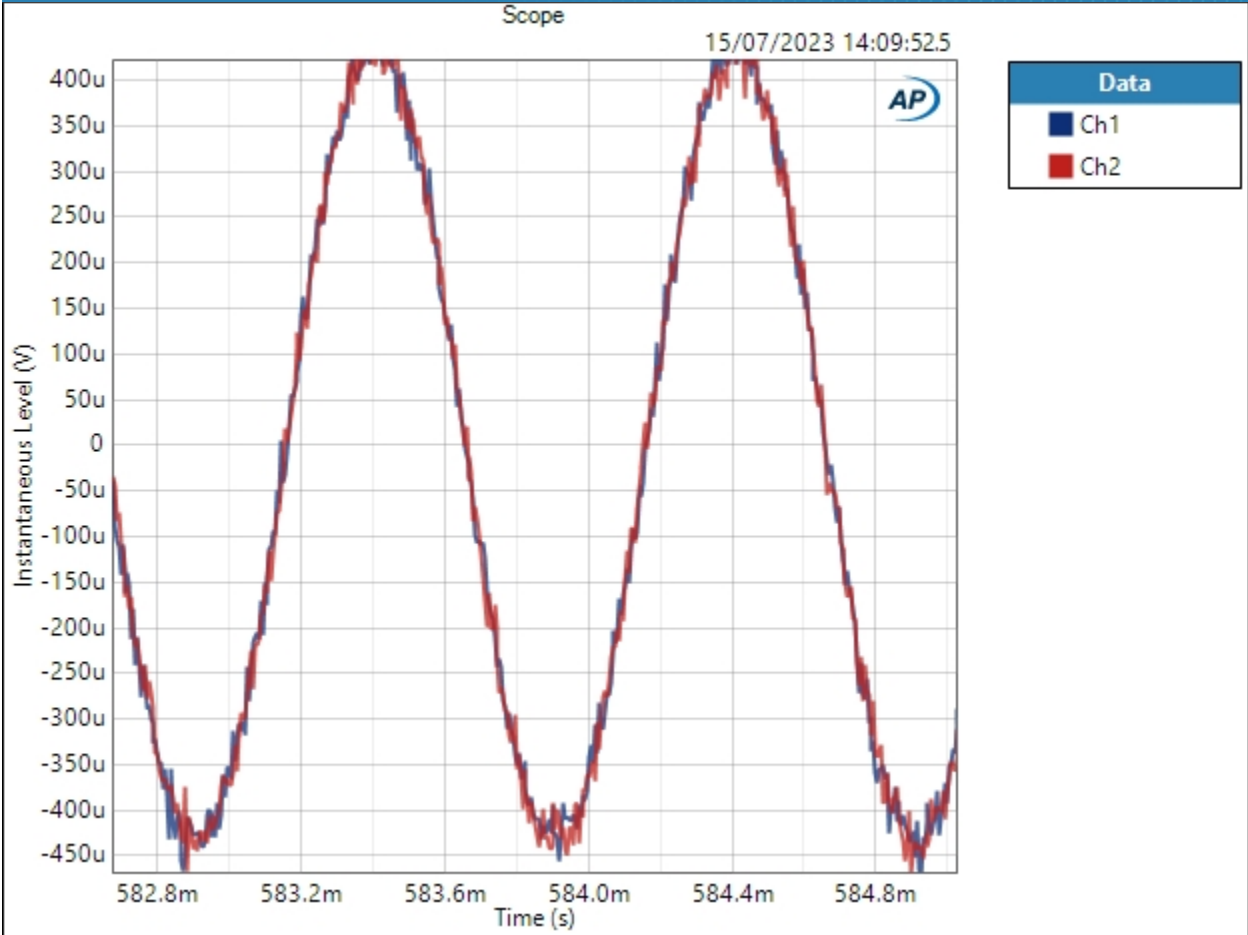 Scope
15/07/2023 14:09:52.5
AP
Data
Ch1
Ch2
Instantaneous Level (V)
400u
350u
300u
250u
200u
150u
100u
50u
0
-50u
-100u
-150u
-200u
-250u
-300u
-350u
-400u
-450u
582.8m 583.2m 583.6m 584.0m 584.4m 584.8m
Time (s)